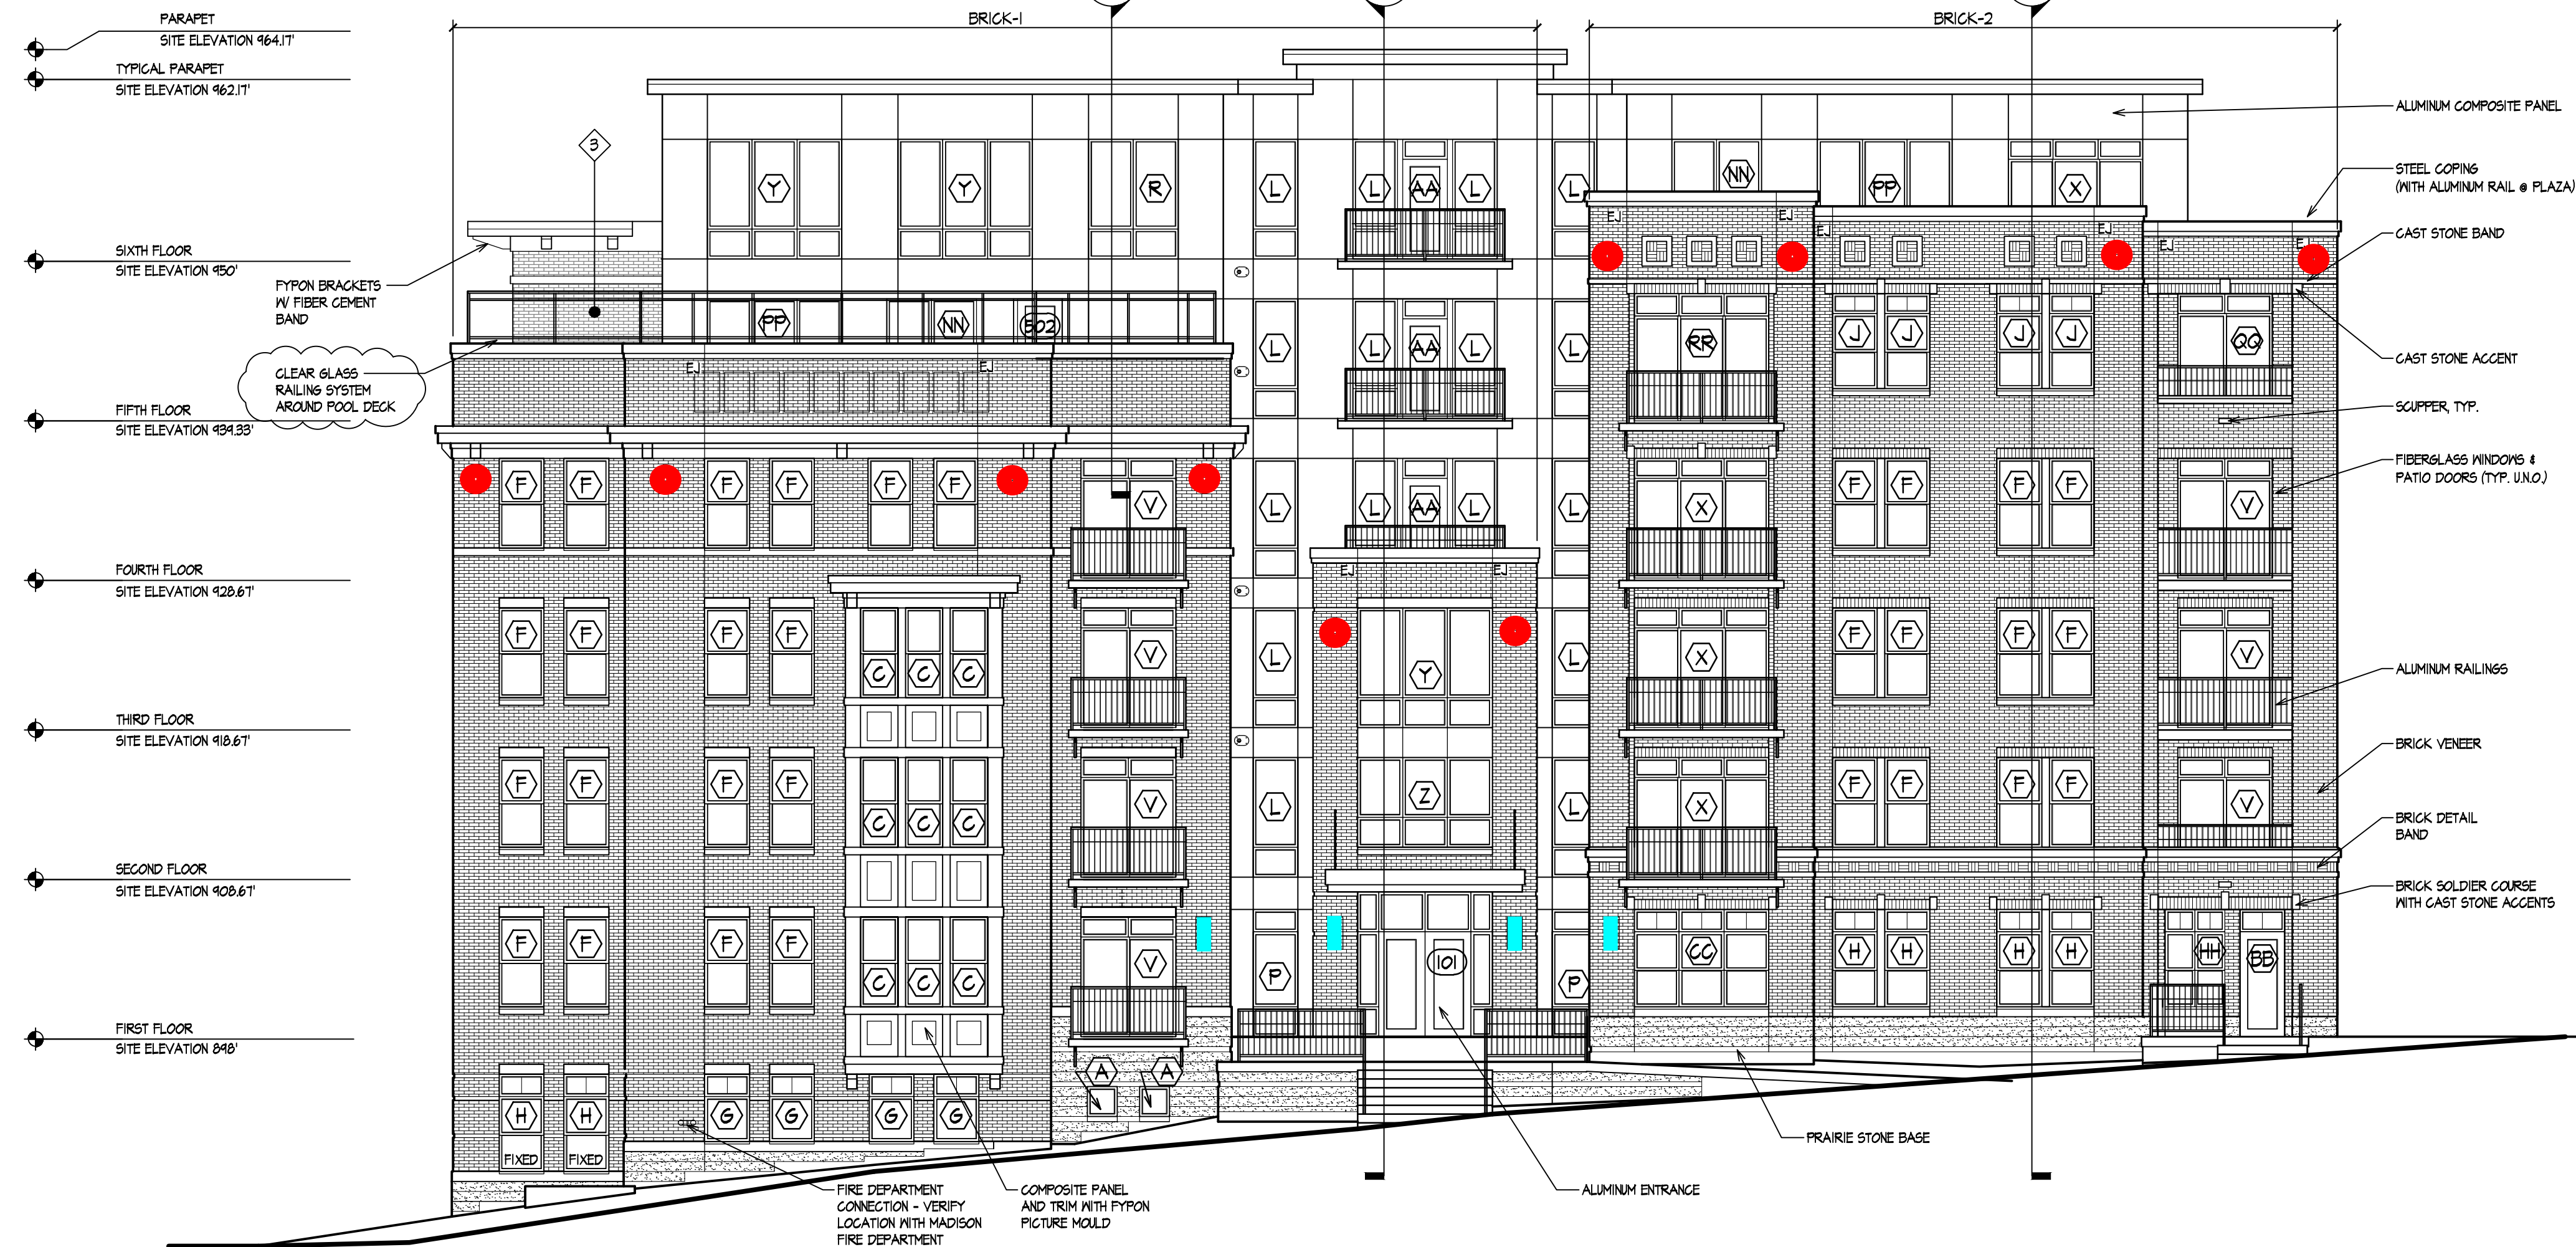 PARAPET
SITE ELEVATION 964.17'
TYPICAL PARAPET
SITE ELEVATION 962.17'
SIXTH FLOOR
SITE ELEVATION 950'
FIFTH FLOOR
SITE ELEVATION 939.33'
FOURTH FLOOR
SITE ELEVATION 928.67'
THIRD FLOOR
SITE ELEVATION 918.67'
SECOND FLOOR
SITE ELEVATION 908.67'
FIRST FLOOR
SITE ELEVATION 898'
FYPON BRACKETS
W/ FIBER CEMENT
BAND
CLEAR GLASS
RAILING SYSTEM
AROUND POOL DECK
BRICK-1
BRICK-2
3
Y Y R L L AA L L NN PP X
EJ EJ EJ EJ EJ EJ
PP NN 502 L L AA L L RR J J J J QQ
EJ EJ
F F F F F F V L L AA L L X F F F F V
EJ EJ
F F F F V L L X F F F F V
C C C Y
F F F F V L Z L X F F F F V
C C C
F F F F V P 101 P CC H H H H HH BB
C C C
A A
H H G G G G
FIXED FIXED
ALUMINUM COMPOSITE PANEL
STEEL COPING
(WITH ALUMINUM RAIL @ PLAZA)
CAST STONE BAND
CAST STONE ACCENT
SCUPPER, TYP.
FIBERGLASS WINDOWS &
PATIO DOORS (TYP. U.N.O.)
ALUMINUM RAILINGS
BRICK VENEER
BRICK DETAIL
BAND
BRICK SOLDIER COURSE
WITH CAST STONE ACCENTS
PRAIRIE STONE BASE
ALUMINUM ENTRANCE
FIRE DEPARTMENT
CONNECTION - VERIFY
LOCATION WITH MADISON
FIRE DEPARTMENT
COMPOSITE PANEL
AND TRIM WITH FYPON
PICTURE MOULD